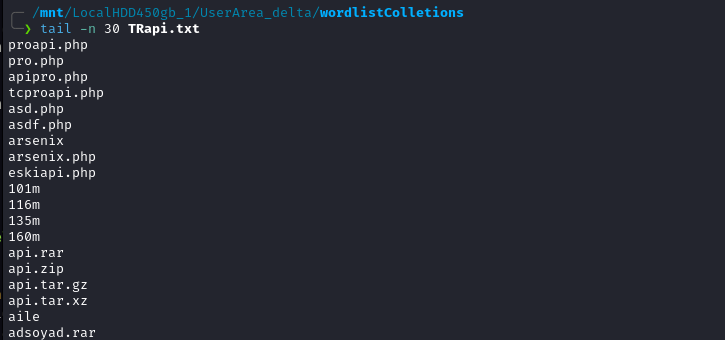 /mnt/LocalHDD450gb_1/UserArea_delta/wordlistColletions
❯ tail -n 30 TRapi.txt
proapi.php
pro.php
apipro.php
tcproapi.php
asd.php
asdf.php
arsenix
arsenix.php
eskiapi.php
101m
116m
135m
160m
api.rar
api.zip
api.tar.gz
api.tar.xz
aile
adsoyad.rar